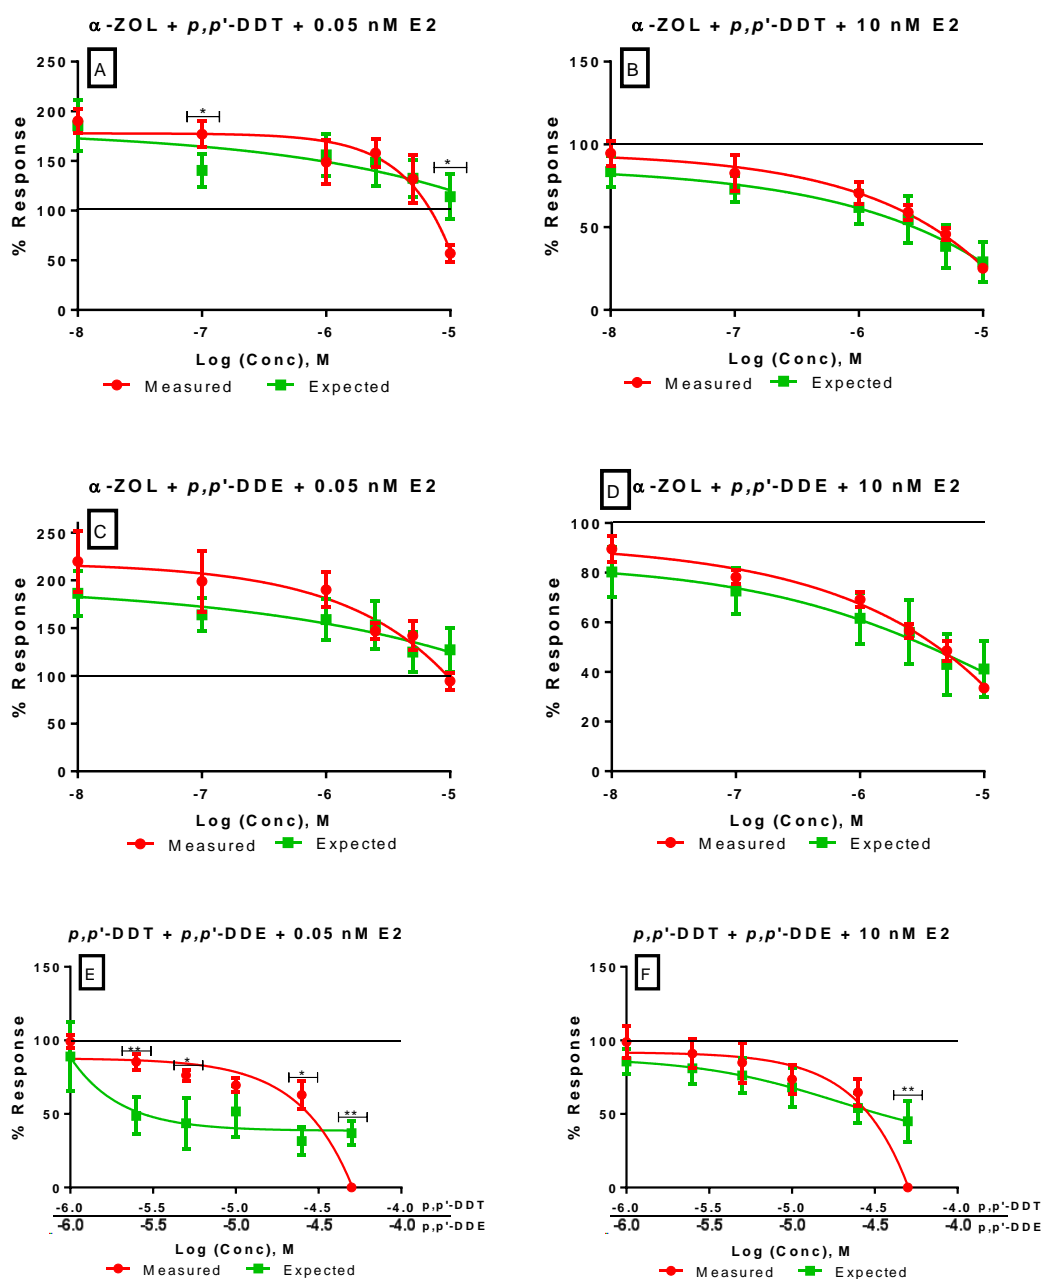 α-ZOL + p,p'-DDT + 0.05 nM E2
A
250
200
150
100
50
0
% Response
*
*
-8 -7 -6 -5
Log (Conc), M
Measured Expected
α-ZOL + p,p'-DDT + 10 nM E2
B
150
100
50
0
% Response
-8 -7 -6 -5
Log (Conc), M
Measured Expected
α-ZOL + p,p'-DDE + 0.05 nM E2
C
250
200
150
100
50
0
% Response
-8 -7 -6 -5
Log (Conc), M
Measured Expected
D α-ZOL + p,p'-DDE + 10 nM E2
100
80
60
40
20
0
% Response
-8 -7 -6 -5
Log (Conc), M
Measured Expected
p,p'-DDT + p,p'-DDE + 0.05 nM E2
E
150
100
50
0
% Response
**
*
*
**
-6.0 -5.5 -5.0 -4.5 -4.0 p,p'-DDT
-6.0 -5.5 -5.0 -4.5 -4.0 p,p'-DDE
Log (Conc), M
Measured Expected
p,p'-DDT + p,p'-DDE + 10 nM E2
F
150
100
50
0
% Response
**
-6.0 -5.5 -5.0 -4.5 -4.0 p,p'-DDT
-6.0 -5.5 -5.0 -4.5 -4.0 p,p'-DDE
Log (Conc), M
Measured Expected